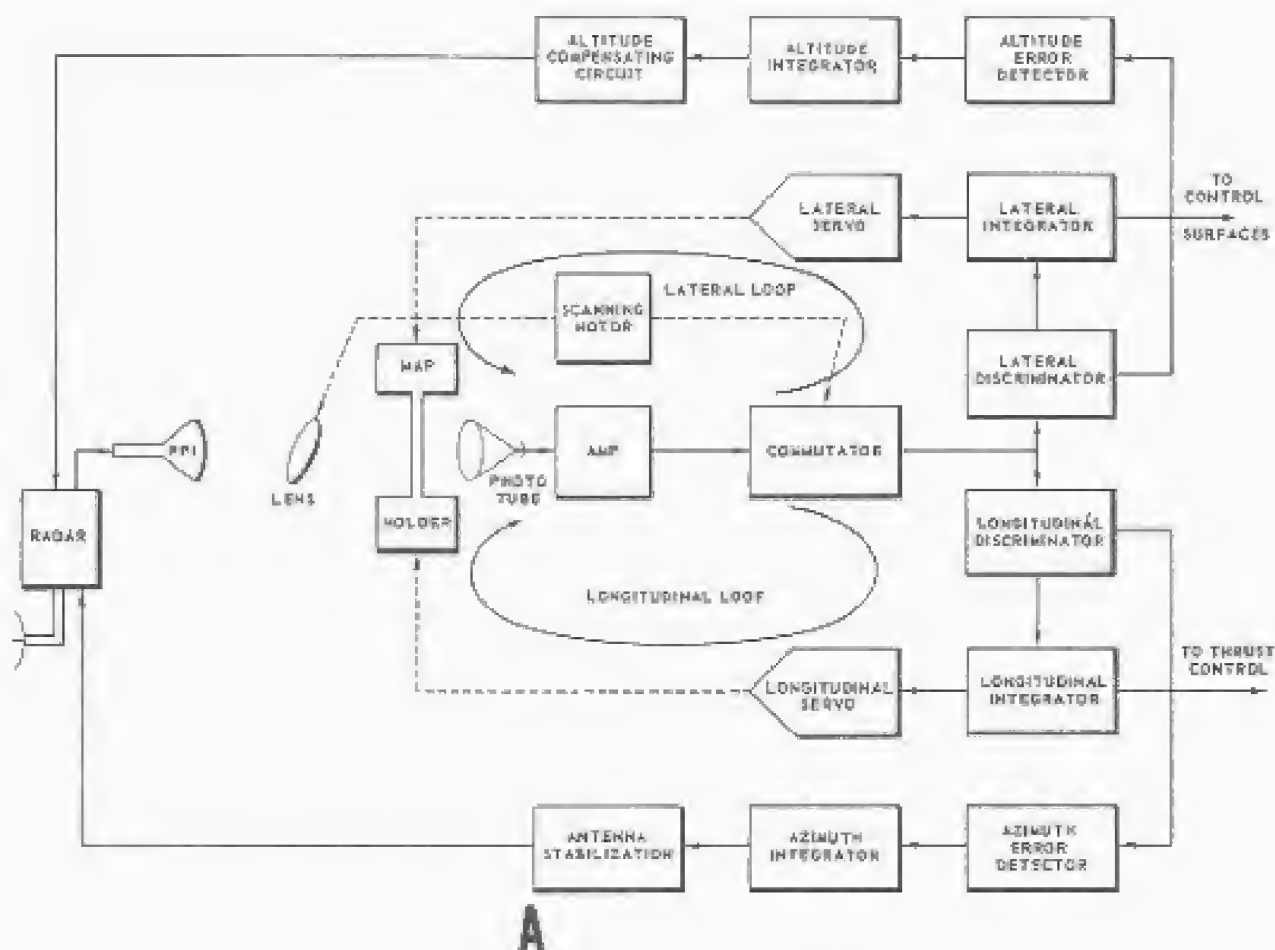 ALTITUDE
COMPENSATING
CIRCUIT
ALTITUDE
INTEGRATOR
ALTITUDE
ERROR
DETECTOR
LATERAL
SERVO
LATERAL
INTEGRATOR
TO
CONTROL
SURFACES
LATERAL LOOP
SCANNING
MOTOR
MAP
LATERAL
DISCRIMINATOR
PPI
LENS
PHOTO
TUBE
AMP
COMMUTATOR
HOLDER
RADAR
LONGITUDINAL
DISCRIMINATOR
LONGITUDINAL LOOP
LONGITUDINAL
SERVO
LONGITUDINAL
INTEGRATOR
TO THRUST
CONTROL
ANTENNA
STABILIZATION
AZIMUTH
INTEGRATOR
AZIMUTH
ERROR
DETECTOR
A